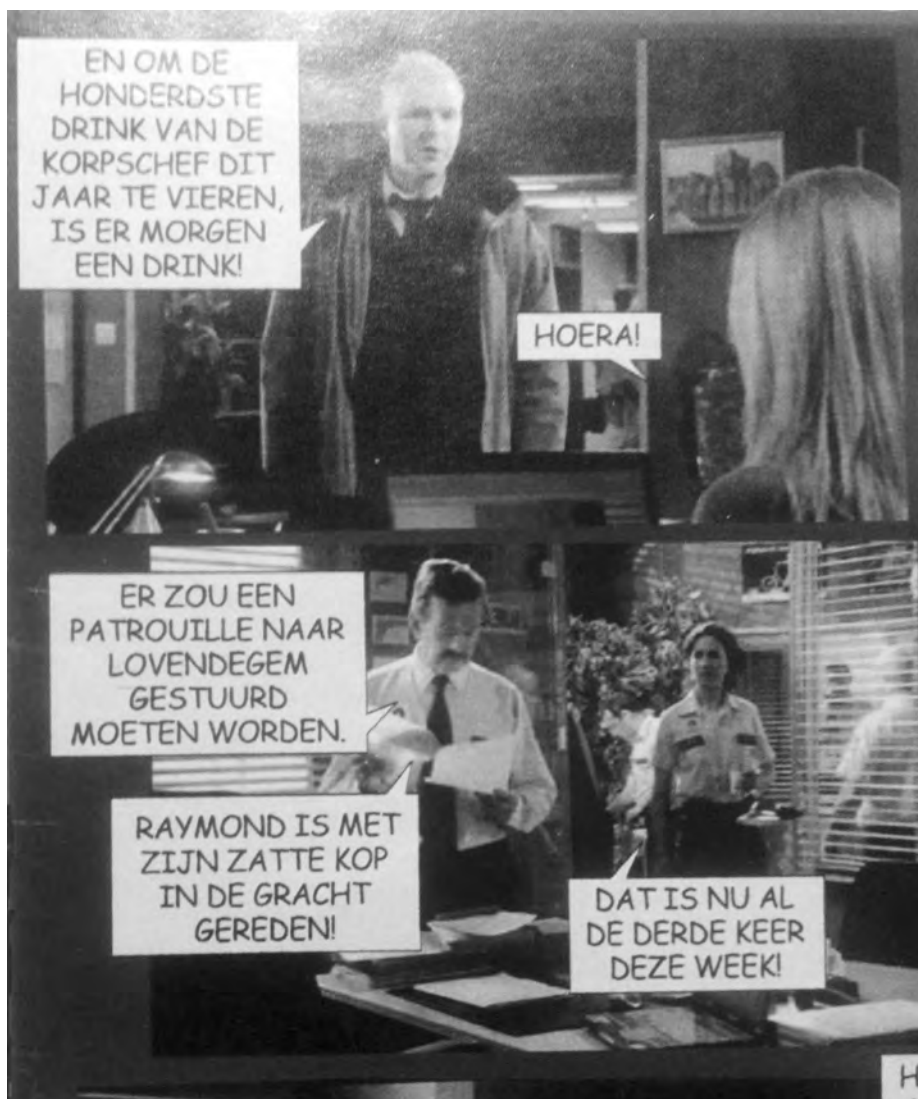 EN OM DE
HONDERDSTE
DRINK VAN DE
KORPSCHEF DIT
JAAR TE VIEREN,
IS ER MORGEN
EEN DRINK!
HOERA!
ER ZOU EEN
PATROUILLE NAAR
LOVENDEGEM
GESTUURD
MOETEN WORDEN.
RAYMOND IS MET
ZIJN ZATTE KOP
IN DE GRACHT
GEREDEN!
DAT IS NU AL
DE DERDE KEER
DEZE WEEK!